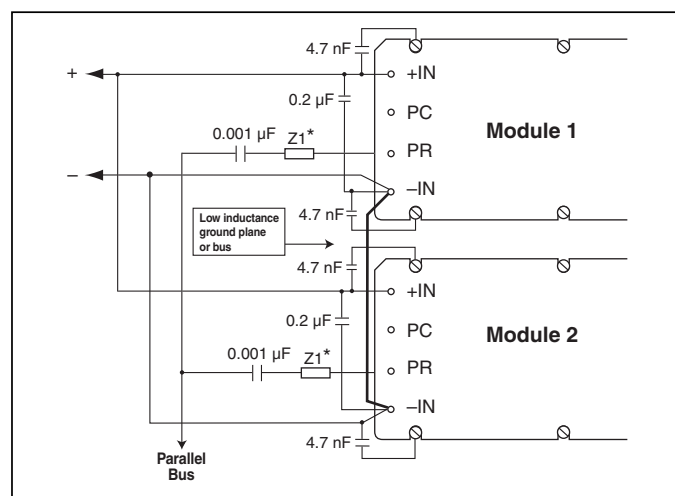 4.7 nF
+
+IN
0.2 µF
PC
Module 1
0.001 µF
Z1*
PR
–
–IN
4.7 nF
Low inductance
ground plane
or bus
4.7 nF
+IN
0.2 µF
PC
Module 2
0.001 µF
Z1*
PR
–IN
4.7 nF
Parallel
Bus